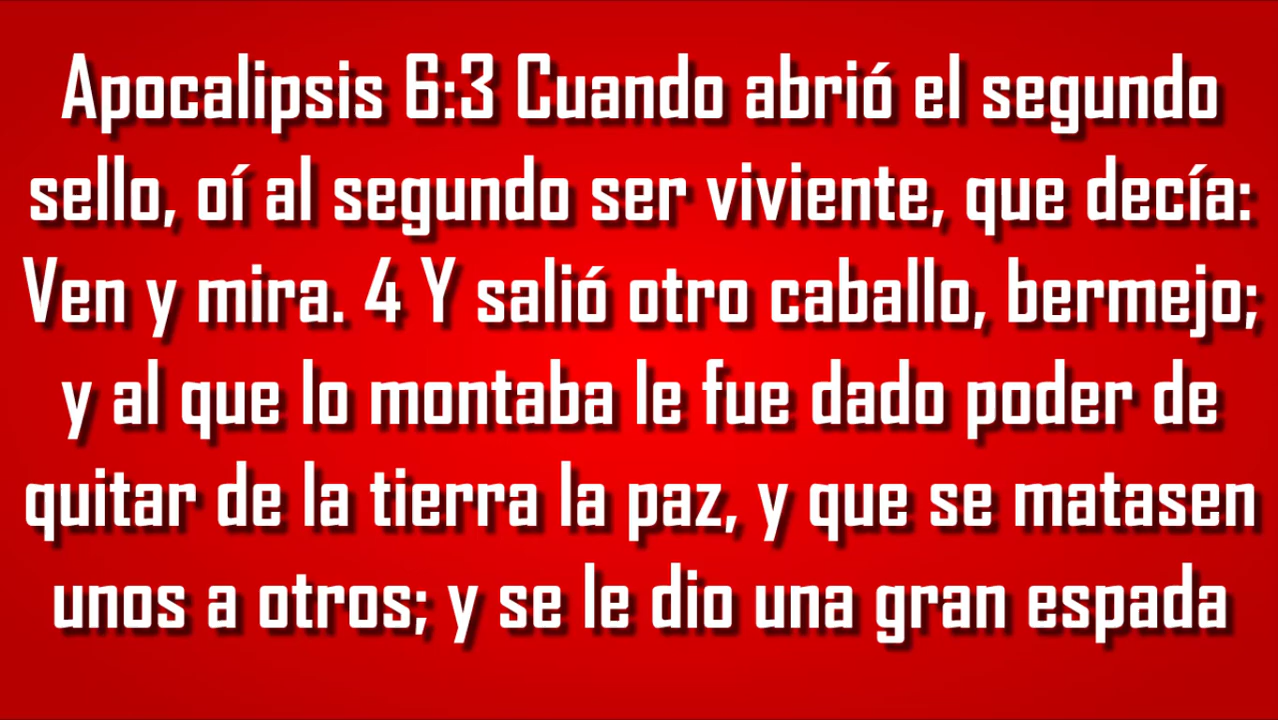 Apocalipsis 6:3 Cuando abrió el segundo
sello, oí al segundo ser viviente, que decía:
Ven y mira. 4 Y salió otro caballo, bermejo;
y al que lo montaba le fue dado poder de
quitar de la tierra la paz, y que se matasen
unos a otros; y se le dio una gran espada